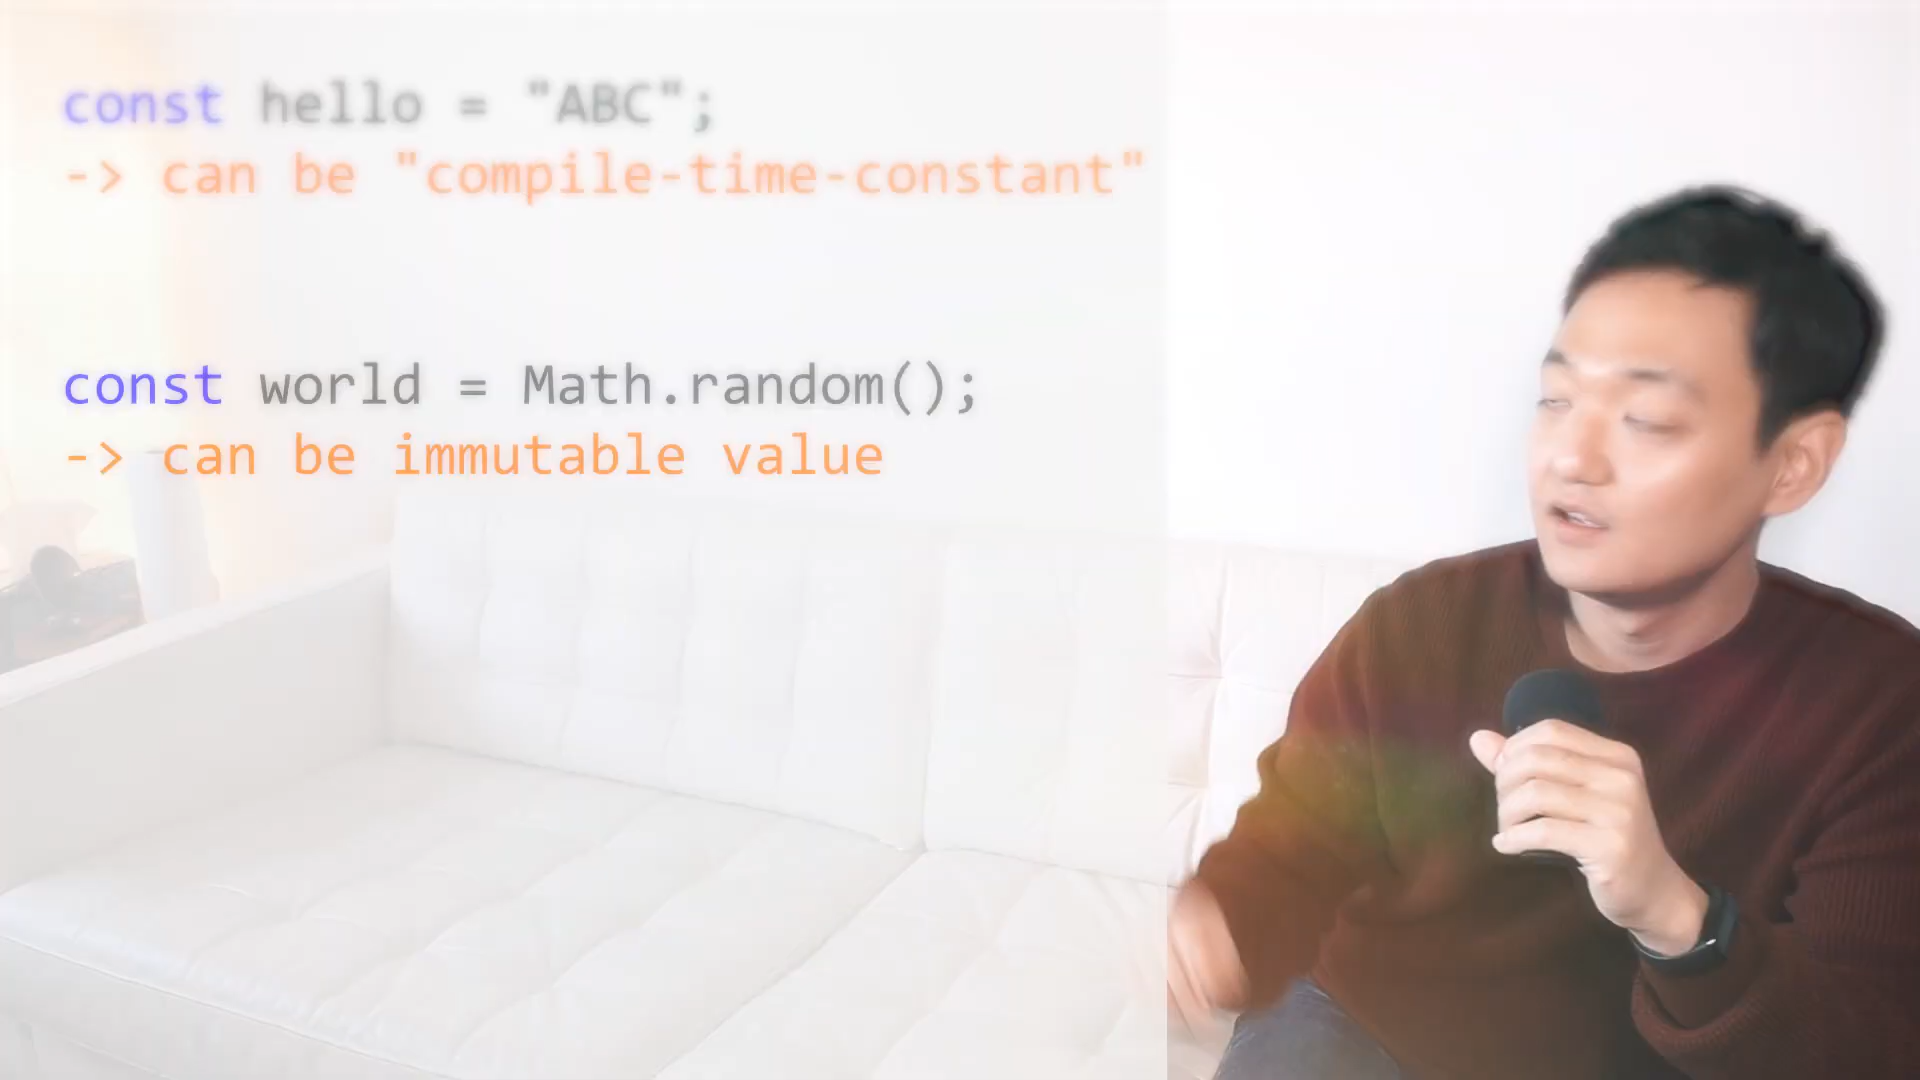 const hello = "ABC";
-> can be "compile-time-constant"
const world = Math.random();
-> can be immutable value